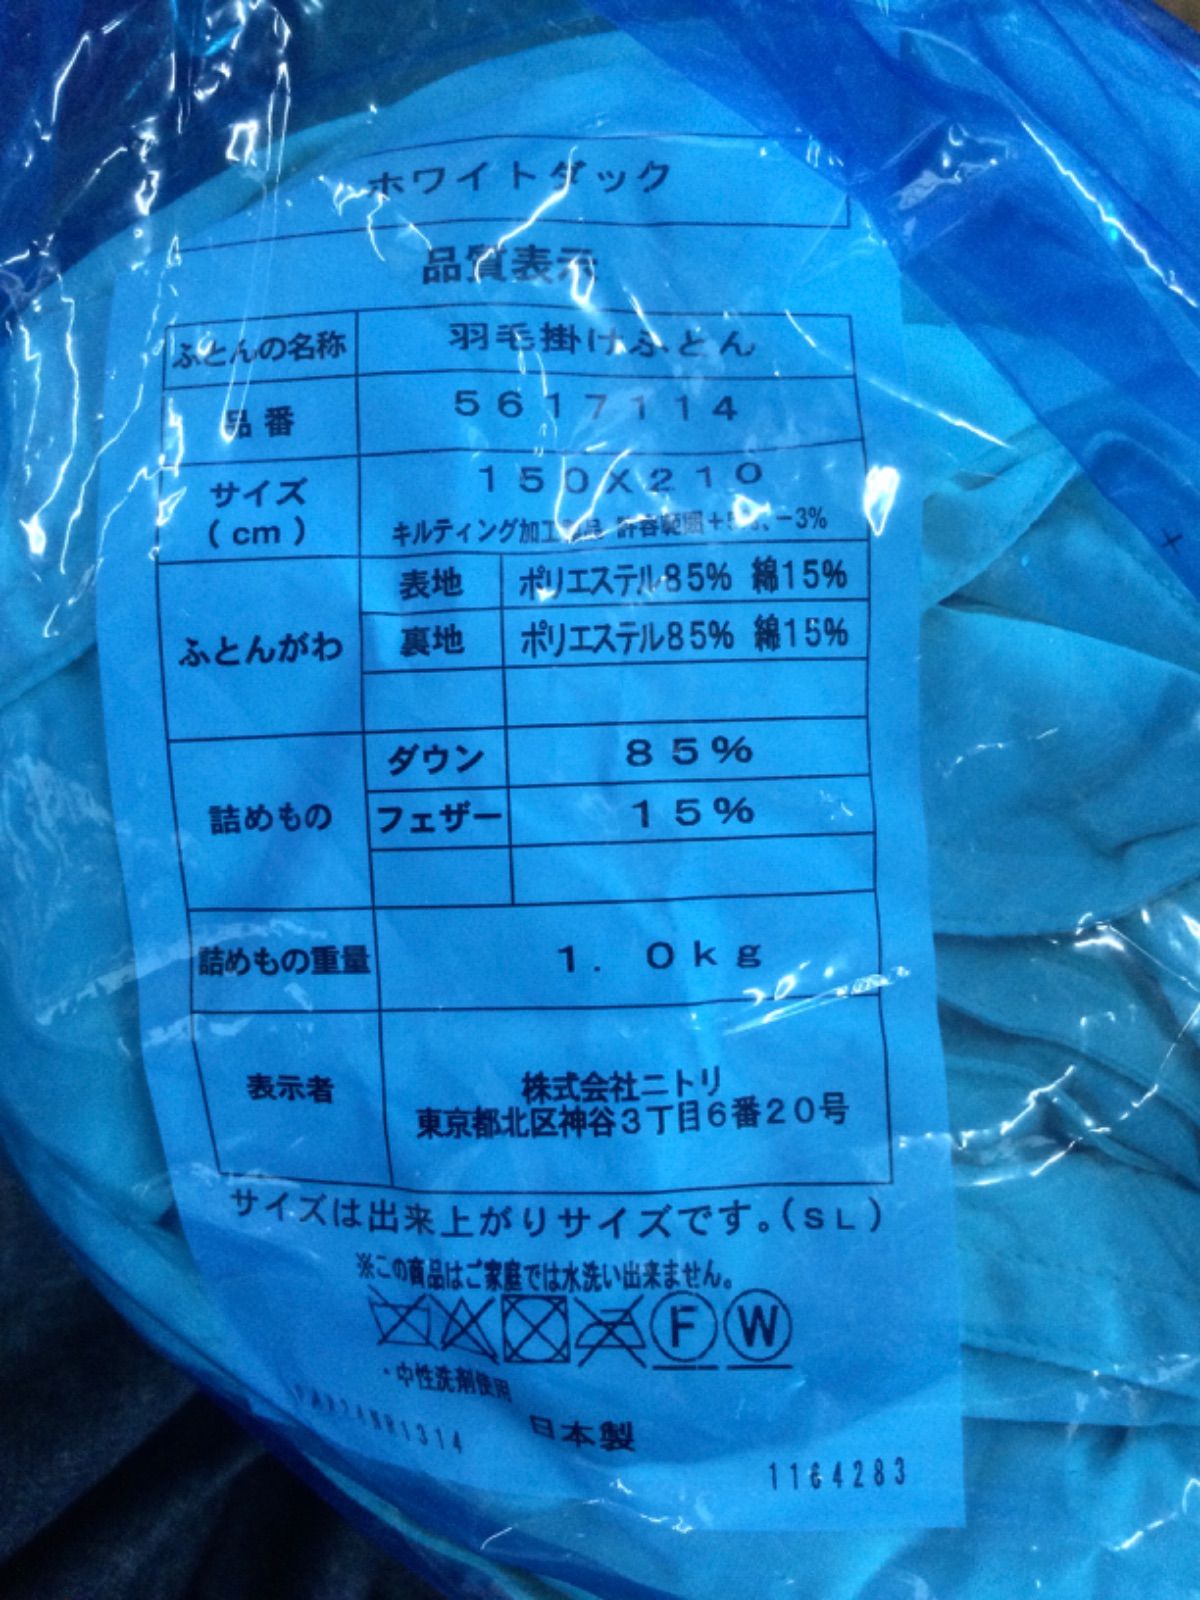 ホワイトダック
品質表示
ふとんの名称 羽毛掛けふとん
品番 5617114
サイズ(cm) 150X210
キルティング加工製品 許容範囲+5%、-3%
ふとんがわ 表地 ポリエステル85% 綿15%
裏地 ポリエステル85% 綿15%
詰めもの ダウン 85%
フェザー 15%
詰めもの重量 1.0kg
表示者 株式会社ニトリ
東京都北区神谷3丁目6番20号
サイズは出来上がりサイズです。(SL)
※この商品はご家庭では水洗い出来ません。
F W
・中性洗剤使用
日本製
1164283